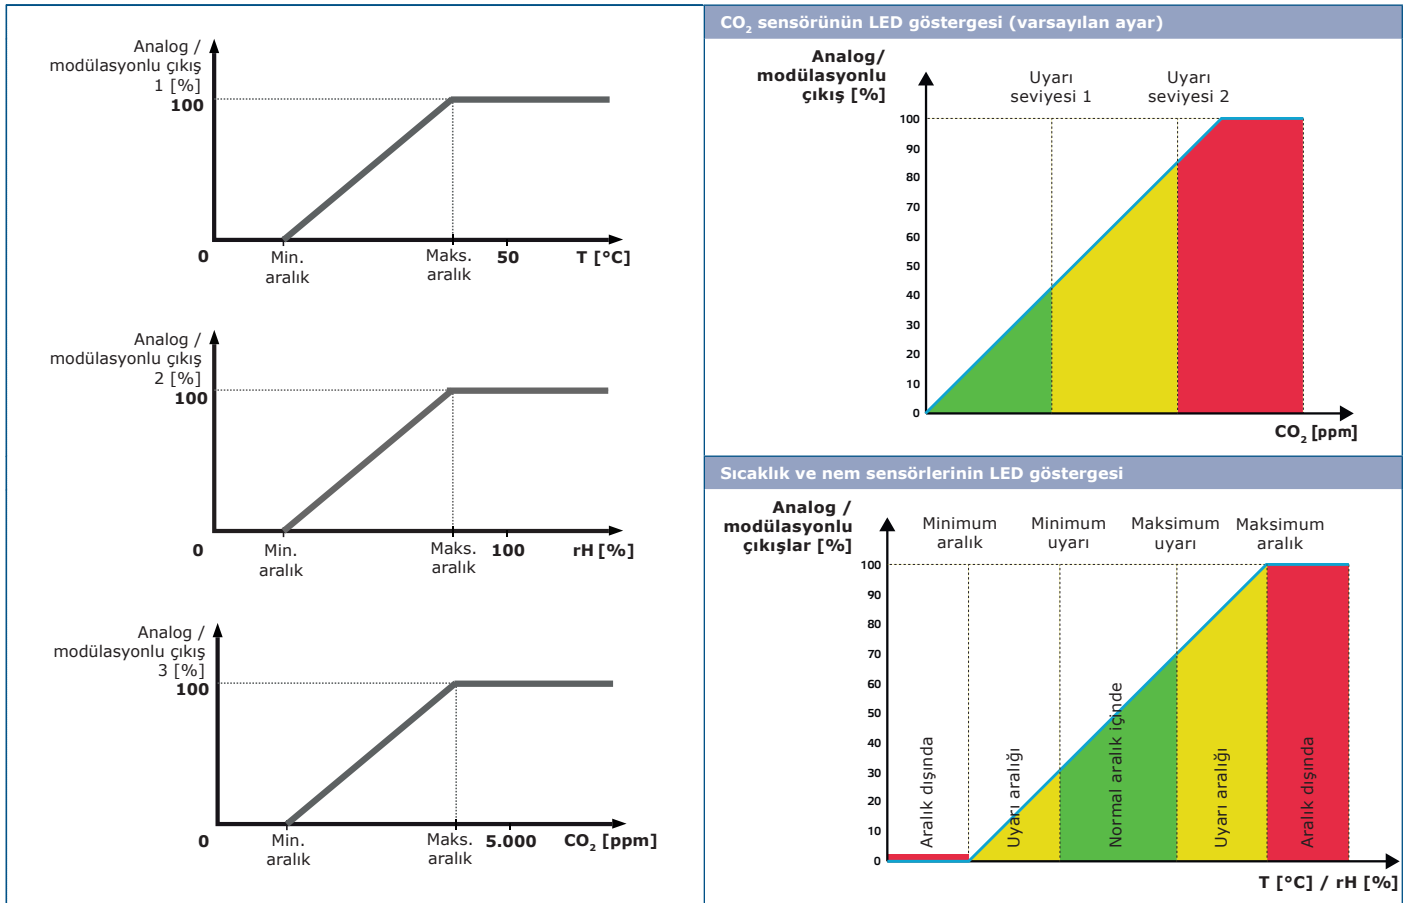 Analog /
modülasyonlu çıkış
1 [%]
100
0
Min.
aralık
Maks.
aralık
50
T [°C]
Analog /
modülasyonlu çıkış
2 [%]
100
0
Min.
aralık
Maks.
aralık
100
rH [%]
Analog /
modülasyonlu çıkış
3 [%]
100
0
Min.
aralık
Maks.
aralık
5.000
CO₂ [ppm]
CO₂ sensörünün LED göstergesi (varsayılan ayar)
Analog/
modülasyonlu
çıkış [%]
Uyarı
seviyesi 1
Uyarı
seviyesi 2
100
90
80
70
60
50
40
30
20
10
0
CO₂ [ppm]
Sıcaklık ve nem sensörlerinin LED göstergesi
Analog /
modülasyonlu
çıkışlar [%]
Minimum
aralık
Minimum
uyarı
Maksimum
uyarı
Maksimum
aralık
100
90
80
70
60
50
40
30
20
10
0
Aralık dışında
Uyarı aralığı
Normal aralık içinde
Uyarı aralığı
Aralık dışında
T [°C] / rH [%]